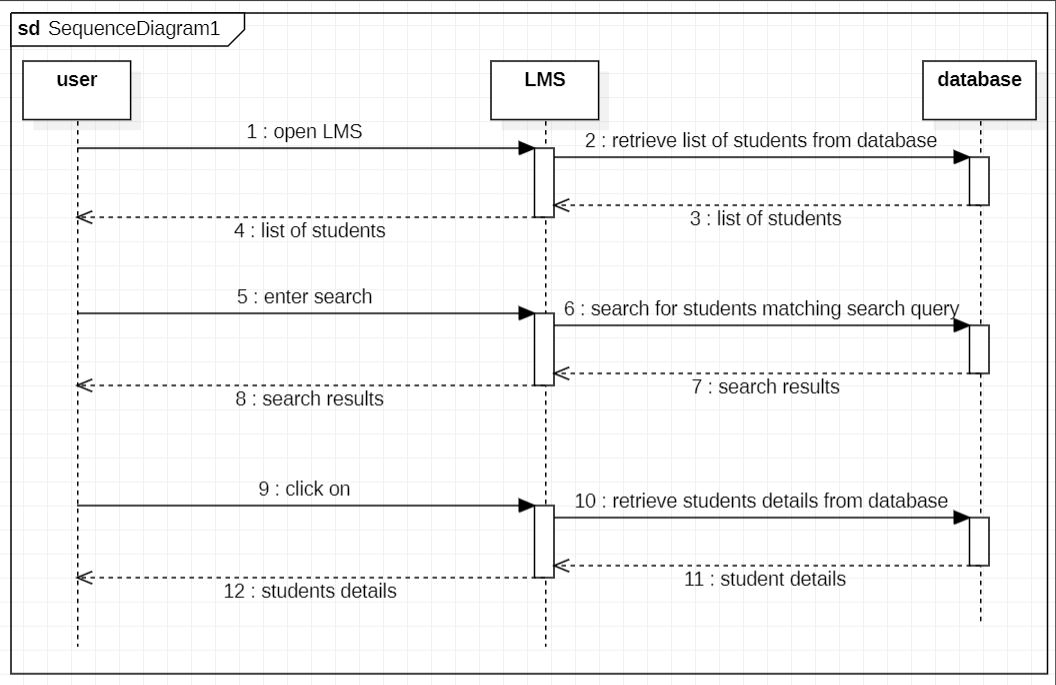 sd SequenceDiagram1
user
LMS
database
1 : open LMS
2 : retrieve list of students from database
3 : list of students
4 : list of students
5 : enter search
6 : search for students matching search query
7 : search results
8 : search results
9 : click on
10 : retrieve students details from database
11 : student details
12 : students details